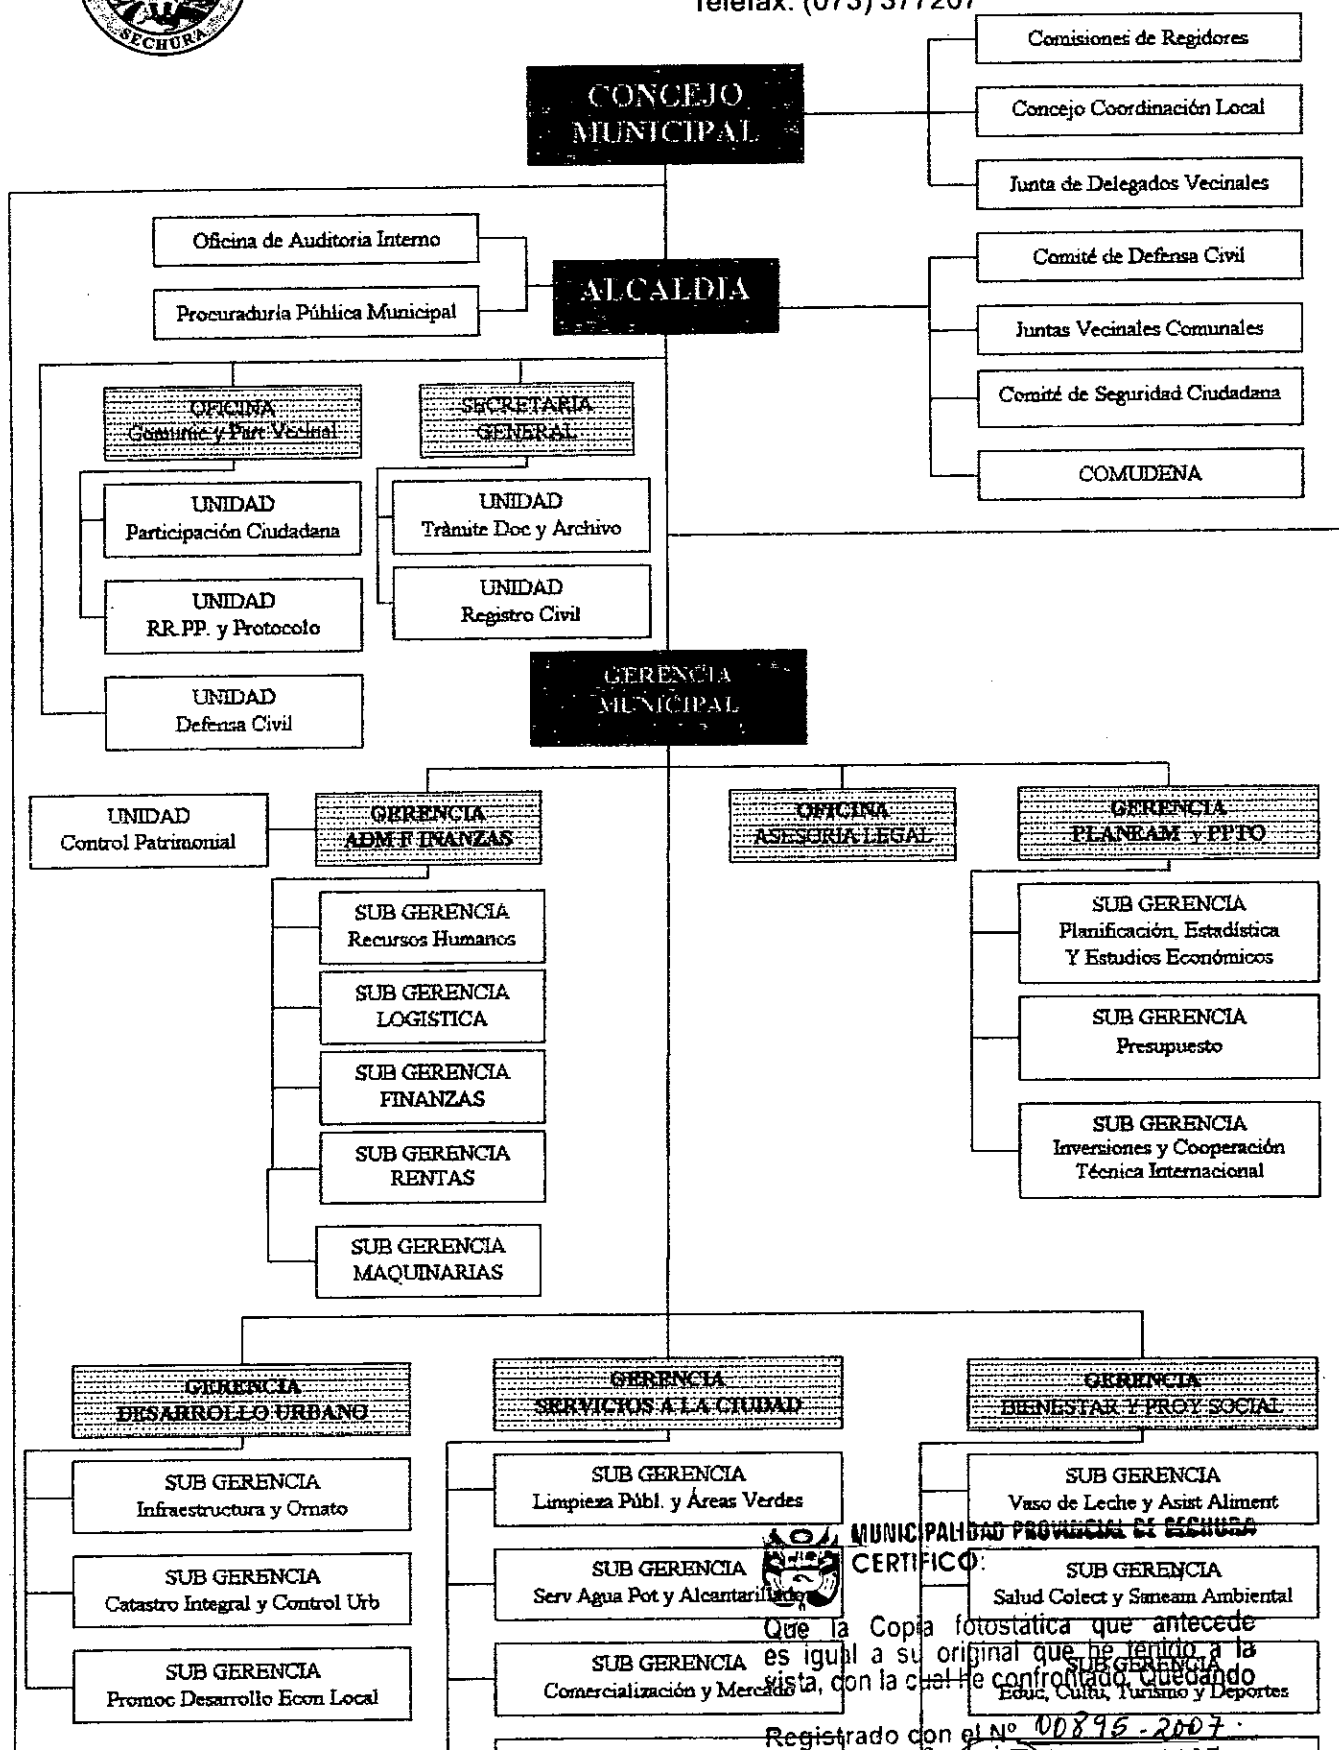 SECHURA
Telefax: (073) 377207
CONCEJO
MUNICIPAL
Comisiones de Regidores
Concejo Coordinación Local
Junta de Delegados Vecinales
Oficina de Auditoria Interno
Procuraduría Pública Municipal
ALCALDIA
Comité de Defensa Civil
Juntas Vecinales Comunales
Comité de Seguridad Ciudadana
COMUDENA
OFICINA
Comunic y Part Vecinal
SECRETARIA
GENERAL
UNIDAD
Participación Ciudadana
UNIDAD
Tràmite Doc y Archivo
UNIDAD
RR.PP. y Protocolo
UNIDAD
Registro Civil
UNIDAD
Defensa Civil
GERENCIA
MUNICIPAL
UNIDAD
Control Patrimonial
GERENCIA
ADM F INANZAS
OFICINA
ASESORIA LEGAL
GERENCIA
PLANEAM y PPTO
SUB GERENCIA
Recursos Humanos
SUB GERENCIA
LOGISTICA
SUB GERENCIA
FINANZAS
SUB GERENCIA
RENTAS
SUB GERENCIA
MAQUINARIAS
SUB GERENCIA
Planificación, Estadística
Y Estudios Económicos
SUB GERENCIA
Presupuesto
SUB GERENCIA
Inversiones y Cooperación
Técnica Internacional
GERENCIA
DESARROLLO URBANO
GERENCIA
SERVICIOS A LA CIUDAD
GERENCIA
BIENESTAR Y PROY SOCIAL
SUB GERENCIA
Infraestructura y Ornato
SUB GERENCIA
Catastro Integral y Control Urb
SUB GERENCIA
Promoc Desarrollo Econ Local
SUB GERENCIA
Limpieza Públ. y Áreas Verdes
SUB GERENCIA
Serv Agua Pot y Alcantarillado
SUB GERENCIA
Comercialización y Mercado
SUB GERENCIA
Vaso de Leche y Asist Aliment
SUB GERENCIA
Salud Colect y Saneam Ambiental
SUB GERENCIA
Educ, Cultu, Turismo y Deportes
MUNICIPALIDAD PROVINCIAL DE SECHURA
CERTIFICO:
Que la Copia fotostática que antecede
es igual a su original que he tenido a la
vista, con la cual he confrontado. Quedando
Registrado con el Nº 00895-2007.